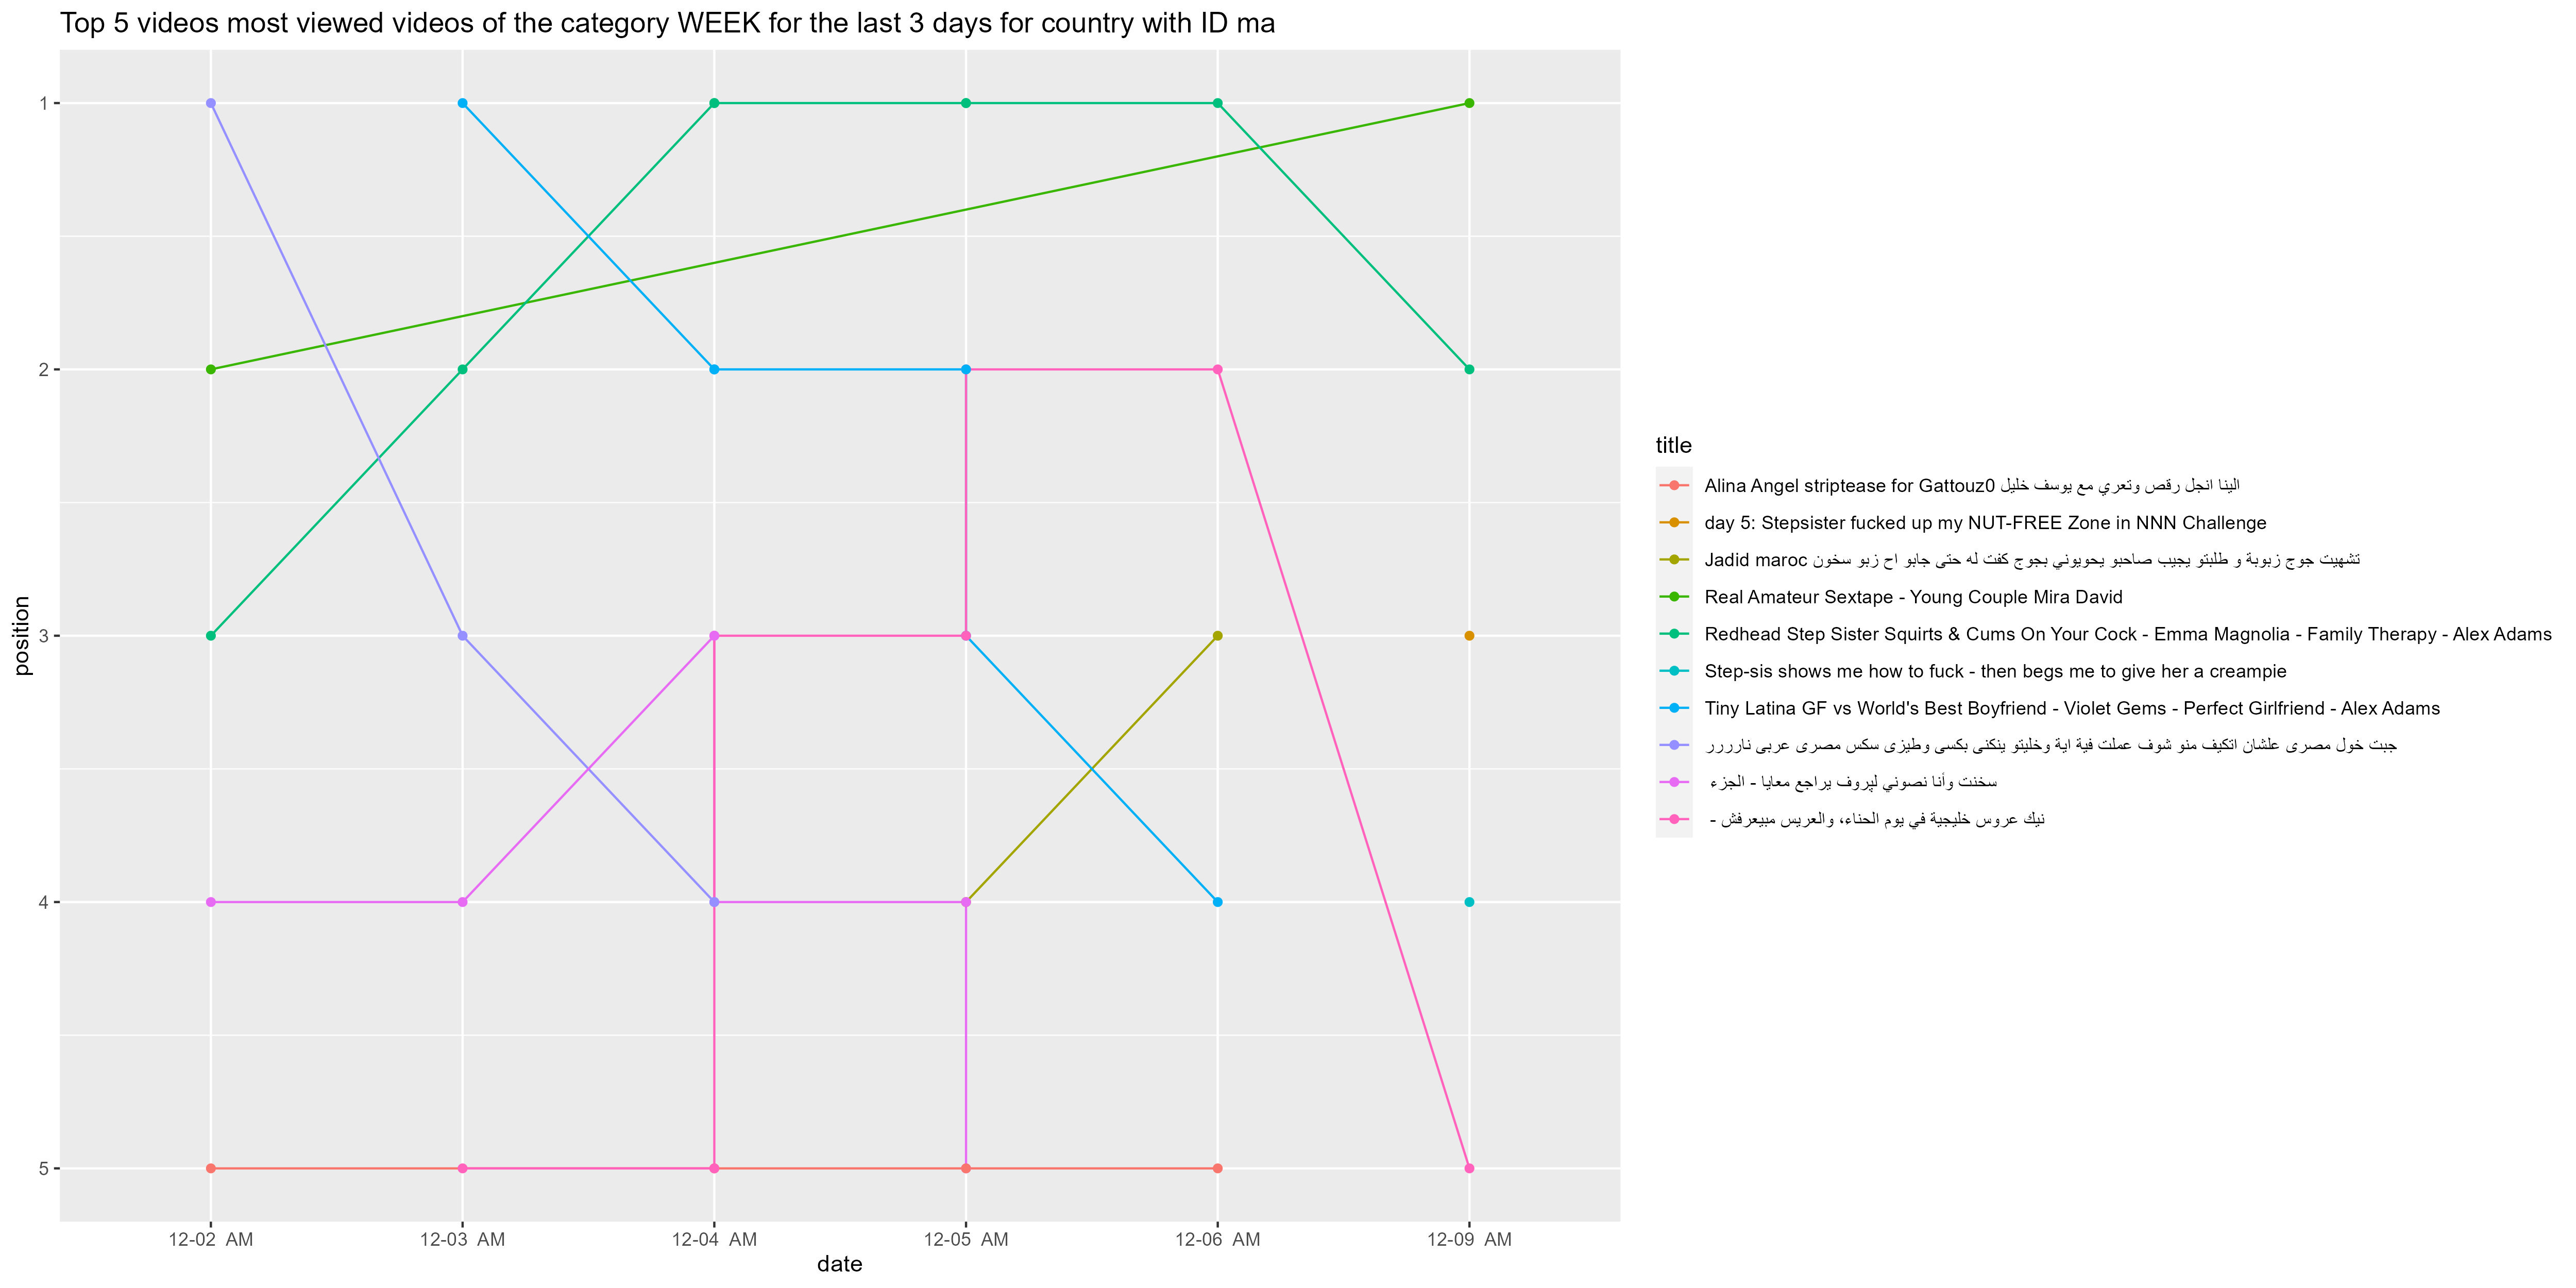 Top 5 videos most viewed videos of the category WEEK for the last 3 days for country with ID ma
1
2
3
4
5
position
12-02 AM
12-03 AM
12-04 AM
12-05 AM
12-06 AM
12-09 AM
date
title
Alina Angel striptease for Gattouz0 الينا انجل رقص وتعري مع يوسف خليل
day 5: Stepsister fucked up my NUT-FREE Zone in NNN Challenge
Jadid maroc تشهيت جوج زبوبة و طلبتو يجيب صاحبو يحويوني بجوج كفت له حتى جابو اح زبو سخون
Real Amateur Sextape - Young Couple Mira David
Redhead Step Sister Squirts & Cums On Your Cock - Emma Magnolia - Family Therapy - Alex Adams
Step-sis shows me how to fuck - then begs me to give her a creampie
Tiny Latina GF vs World's Best Boyfriend - Violet Gems - Perfect Girlfriend - Alex Adams
جبت خول مصرى علشان اتكيف منو شوف عملت فية اية وخليتو ينكنى بكسى وطيزى سكس مصرى عربى ناررررر
سخنت وأنا نصوني لپروف يراجع معايا - الجزء
نيك عروس خليجية في يوم الحناء، والعريس مبيعرفش -